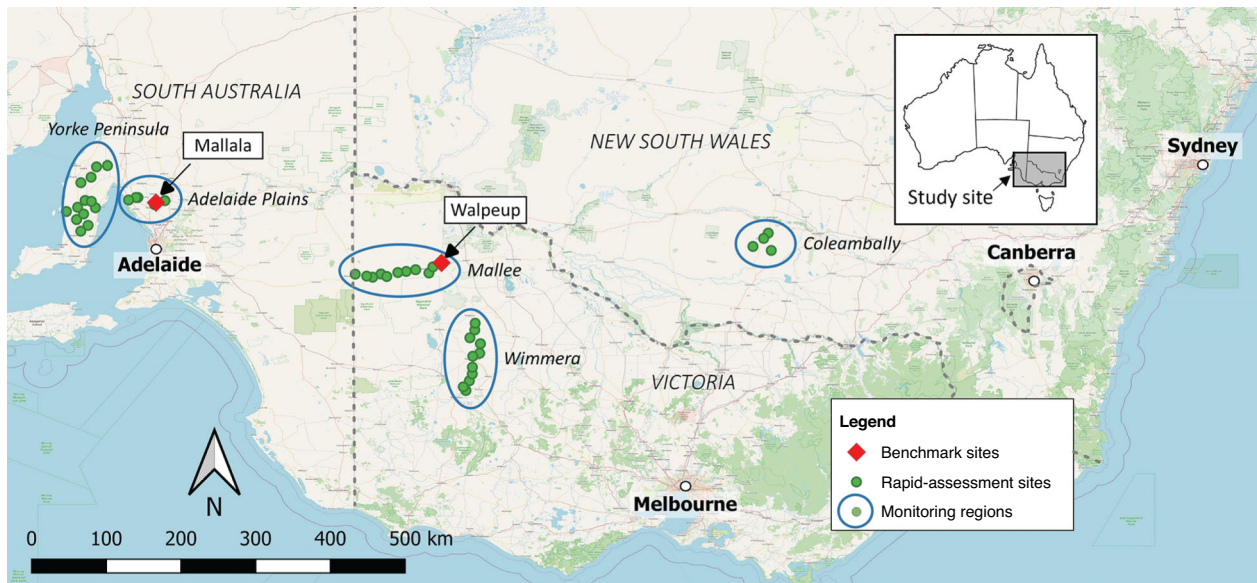 SOUTH AUSTRALIA
Yorke Peninsula
Mallala
Adelaide Plains
Adelaide
NEW SOUTH WALES
Walpeup
Mallee
Coleambally
Wimmera
VICTORIA
Sydney
Canberra
Melbourne
Study site
Legend
Benchmark sites
Rapid-assessment sites
Monitoring regions
N
0 100 200 300 400 500 km